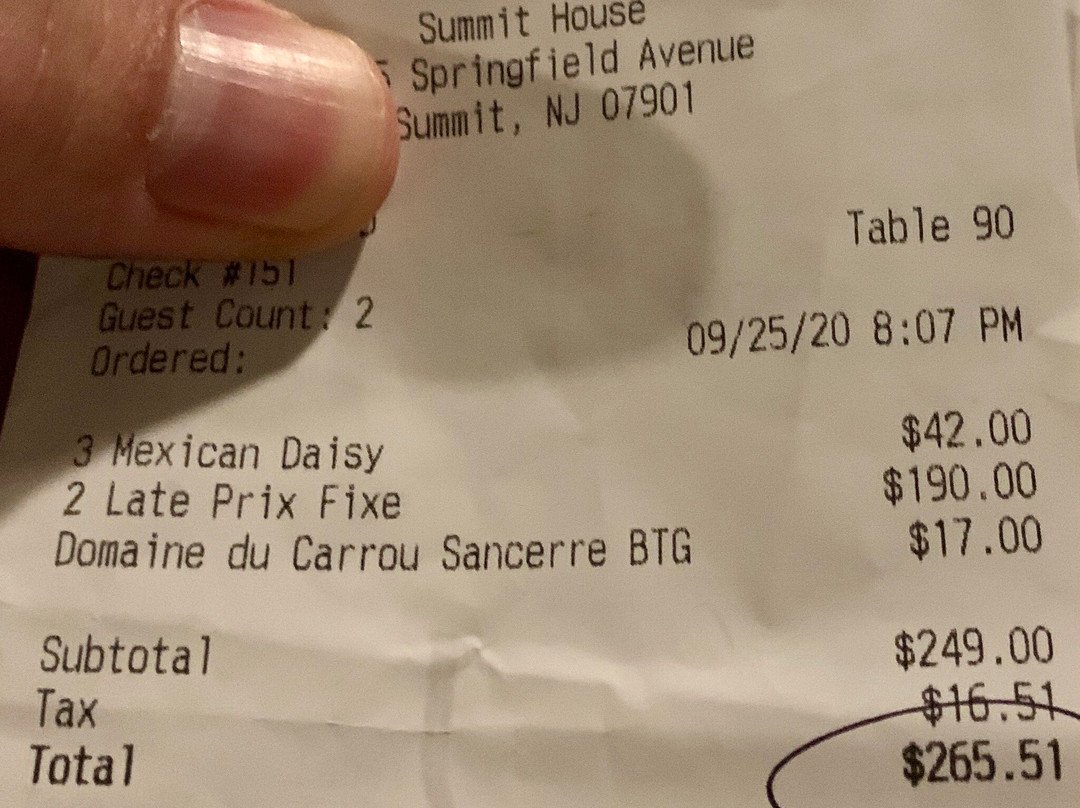 Summit House
Springfield Avenue
Summit, NJ 07901
Table 90
Check #151
Guest Count: 2
Ordered: 09/25/20 8:07 PM
3 Mexican Daisy $42.00
2 Late Prix Fixe $190.00
Domaine du Carrou Sancerre BTG $17.00
Subtotal $249.00
Tax $16.51
Total $265.51